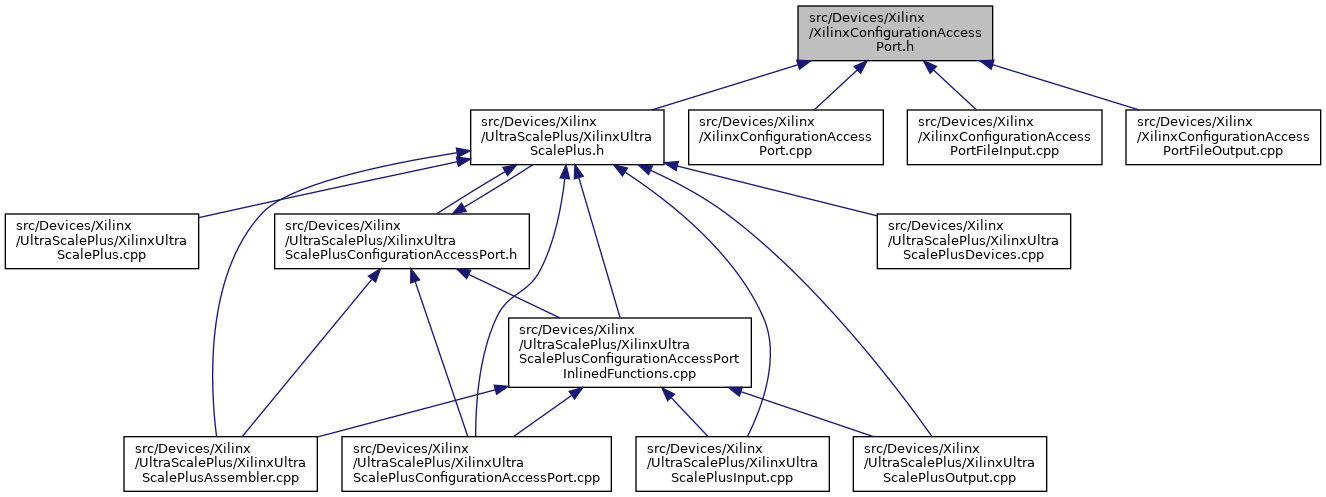 src/Devices/Xilinx
/XilinxConfigurationAccess
Port.h
src/Devices/Xilinx
/UltraScalePlus/XilinxUltra
ScalePlus.h
src/Devices/Xilinx
/XilinxConfigurationAccess
Port.cpp
src/Devices/Xilinx
/XilinxConfigurationAccess
PortFileInput.cpp
src/Devices/Xilinx
/XilinxConfigurationAccess
PortFileOutput.cpp
src/Devices/Xilinx
/UltraScalePlus/XilinxUltra
ScalePlus.cpp
src/Devices/Xilinx
/UltraScalePlus/XilinxUltra
ScalePlusConfigurationAccessPort.h
src/Devices/Xilinx
/UltraScalePlus/XilinxUltra
ScalePlusDevices.cpp
src/Devices/Xilinx
/UltraScalePlus/XilinxUltra
ScalePlusConfigurationAccessPort
InlinedFunctions.cpp
src/Devices/Xilinx
/UltraScalePlus/XilinxUltra
ScalePlusAssembler.cpp
src/Devices/Xilinx
/UltraScalePlus/XilinxUltra
ScalePlusConfigurationAccessPort.cpp
src/Devices/Xilinx
/UltraScalePlus/XilinxUltra
ScalePlusInput.cpp
src/Devices/Xilinx
/UltraScalePlus/XilinxUltra
ScalePlusOutput.cpp